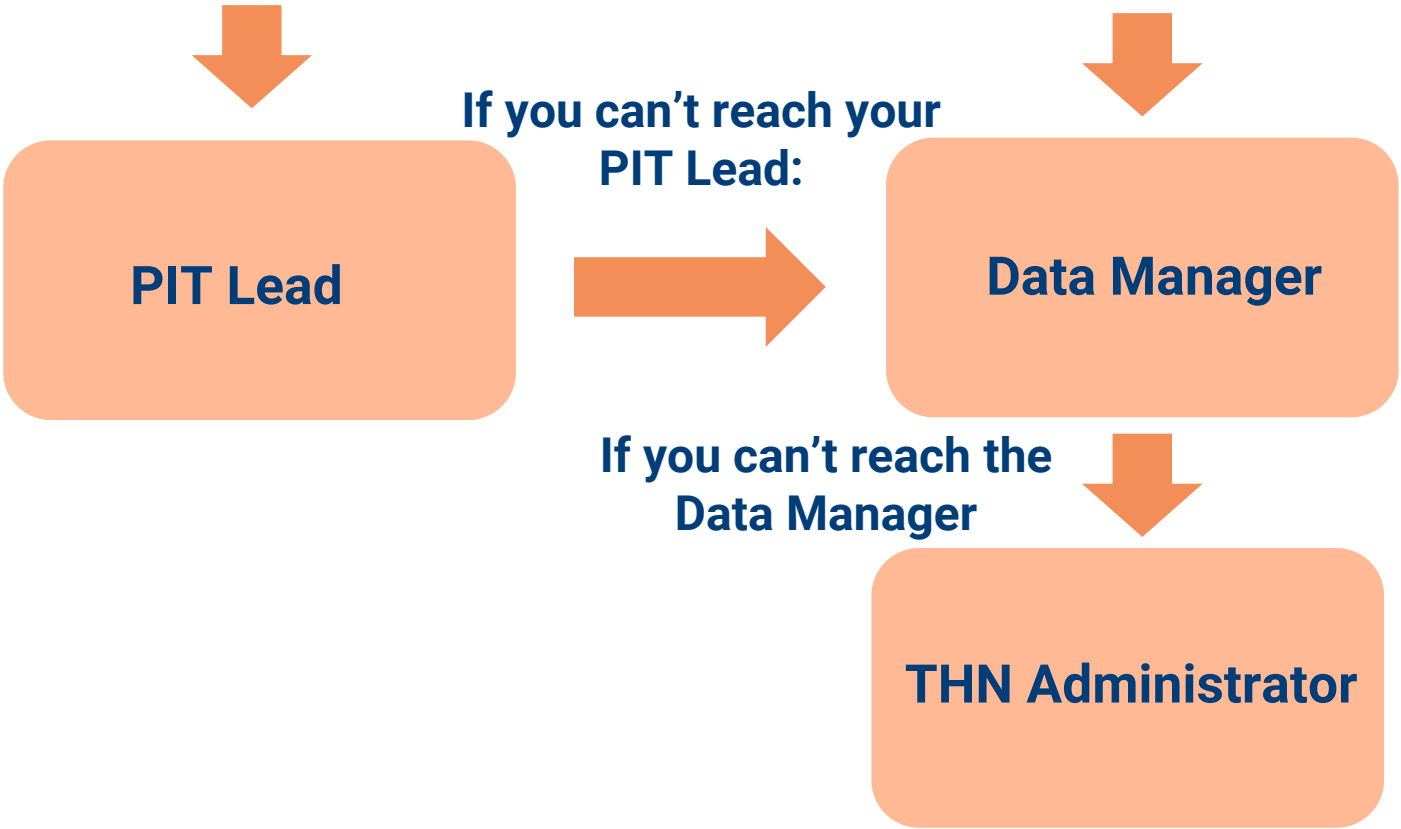 If you can’t reach your
PIT Lead:
PIT Lead
Data Manager
If you can’t reach the
Data Manager
THN Administrator